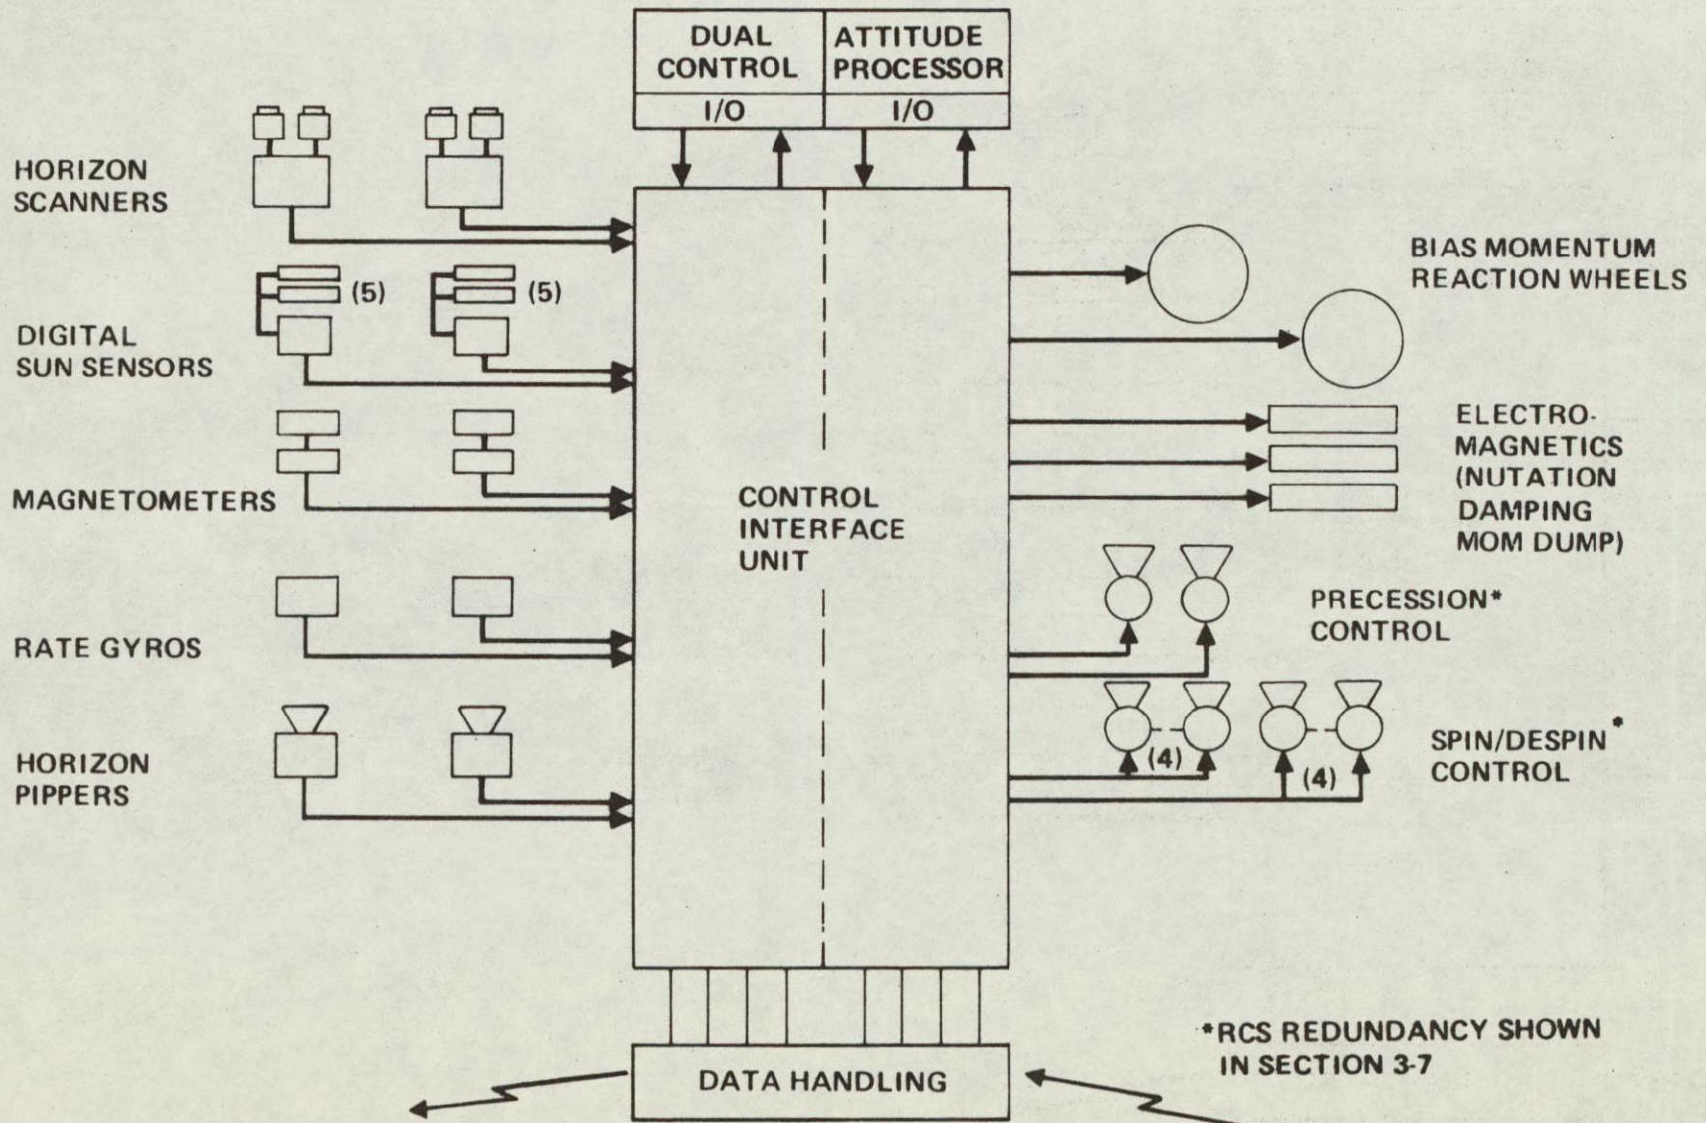 DUAL
CONTROL
I/O
ATTITUDE
PROCESSOR
I/O
HORIZON
SCANNERS
(5)
(5)
DIGITAL
SUN SENSORS
MAGNETOMETERS
RATE GYROS
HORIZON
PIPPERS
CONTROL
INTERFACE
UNIT
BIAS MOMENTUM
REACTION WHEELS
ELECTRO-
MAGNETICS
(NUTATION
DAMPING
MOM DUMP)
PRECESSION*
CONTROL
(4)
(4)
SPIN/DESPIN*
CONTROL
DATA HANDLING
*RCS REDUNDANCY SHOWN
IN SECTION 3-7